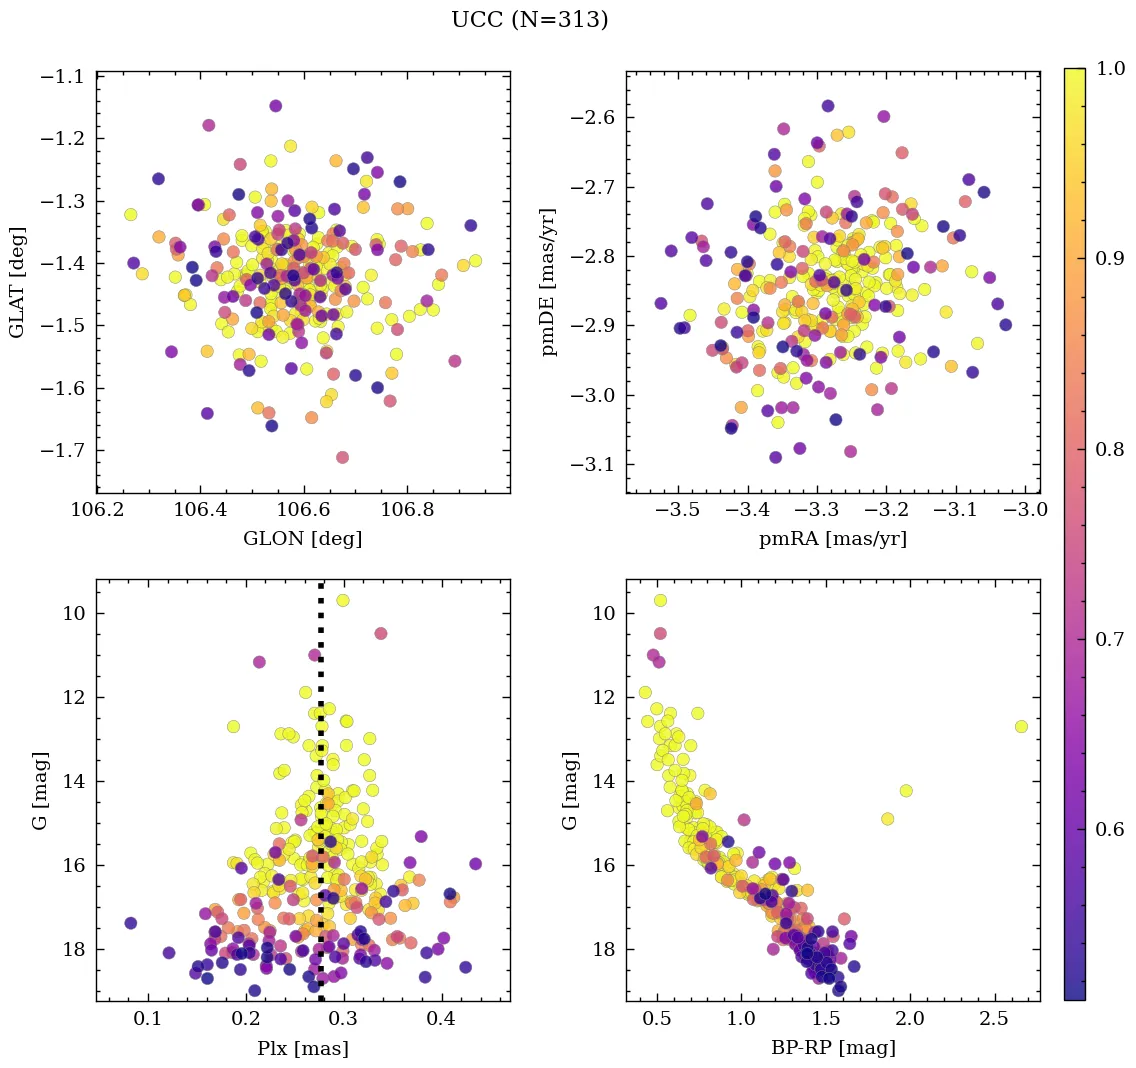 UCC (N=313)
−1.1
−1.2
−1.3
−1.4
−1.5
−1.6
−1.7
GLAT [deg]
106.2 106.4 106.6 106.8
GLON [deg]
−2.6
−2.7
−2.8
−2.9
−3.0
−3.1
pmDE [mas/yr]
−3.5 −3.4 −3.3 −3.2 −3.1 −3.0
pmRA [mas/yr]
10
12
14
16
18
G [mag]
0.1 0.2 0.3 0.4
Plx [mas]
10
12
14
16
18
G [mag]
0.5 1.0 1.5 2.0 2.5
BP-RP [mag]
1.0
0.9
0.8
0.7
0.6